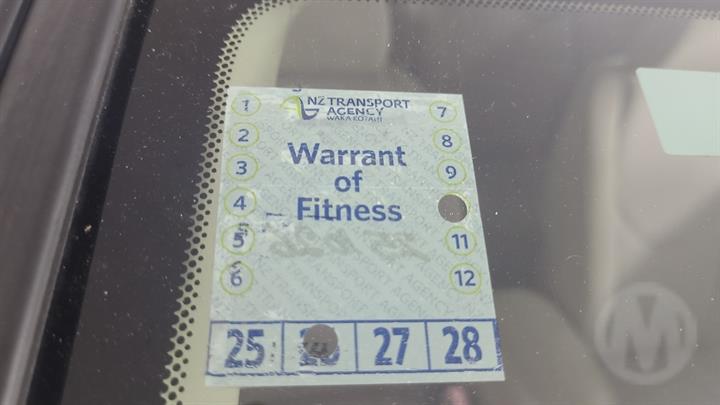 NZ TRANSPORT
AGENCY
WAKA KOTAHI
1
2
3
4
5
6
Warrant
of
Fitness
7
8
9
11
12
25 27 28
M